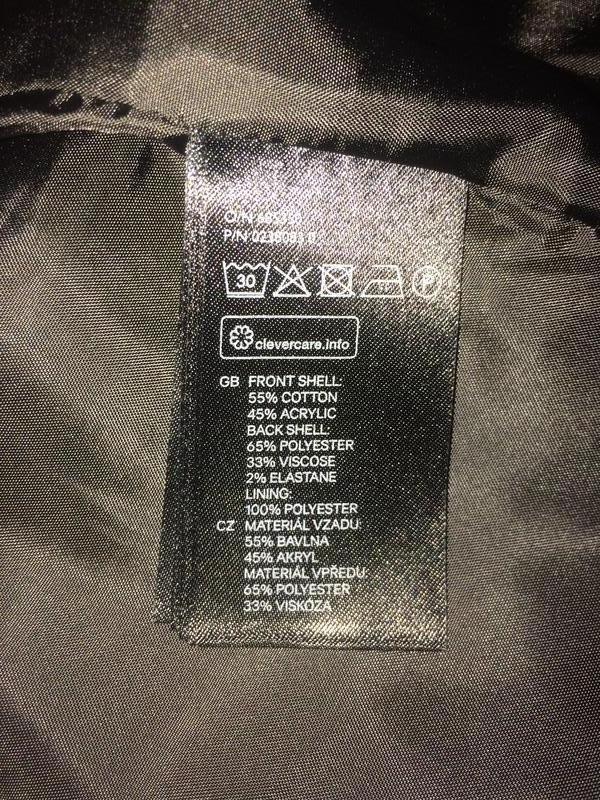 O/N
P/N
30 P
clevercare.info
GB FRONT SHELL:
55% COTTON
45% ACRYLIC
BACK SHELL:
65% POLYESTER
33% VISCOSE
2% ELASTANE
LINING:
100% POLYESTER
CZ MATERIÁL VZADU:
55% BAVLNA
45% AKRYL
MATERIÁL VPŘEDU:
65% POLYESTER
33% VISKÓZA